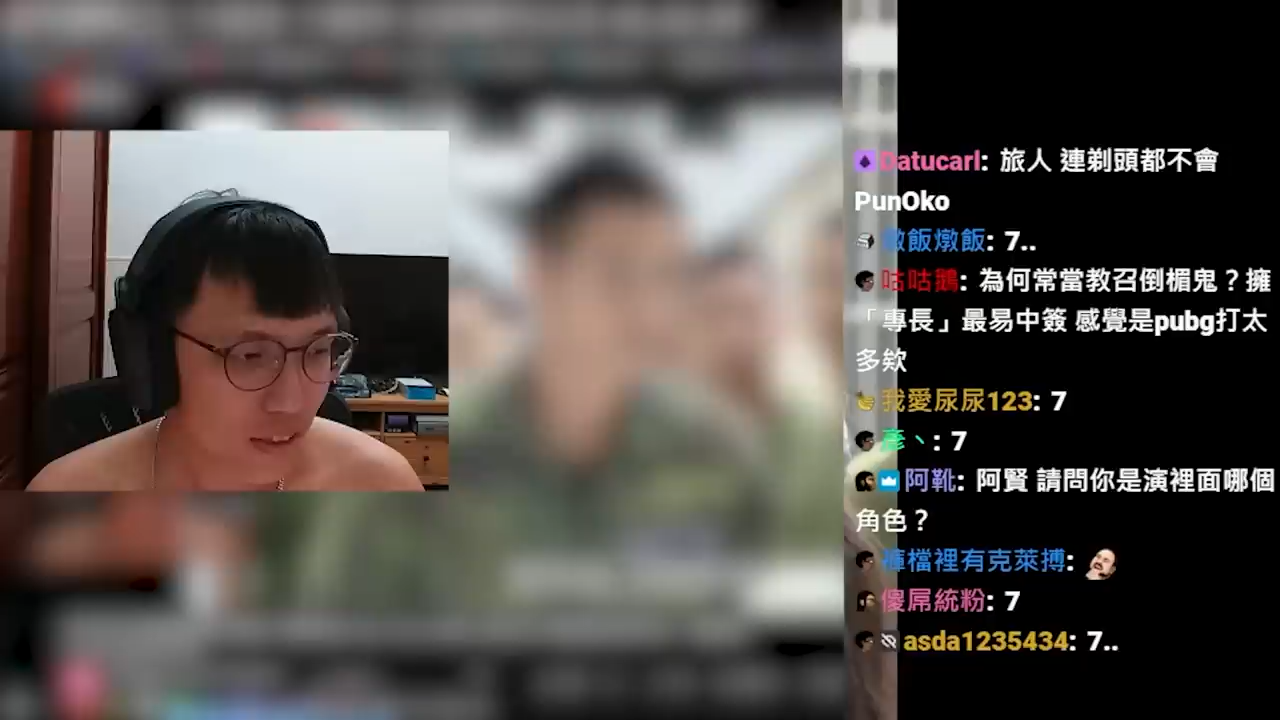 Datucarl: 旅人 連剃頭都不會
PunOko
燉飯燉飯: 7..
咕咕鵝: 為何常當教召倒楣鬼？擁
「專長」最易中簽 感覺是pubg打太
多欸
我愛尿尿123: 7
彥丶: 7
阿靴: 阿賢 請問你是演裡面哪個
角色？
褲檔裡有克萊搏:
傻屌統粉: 7
asda1235434: 7..